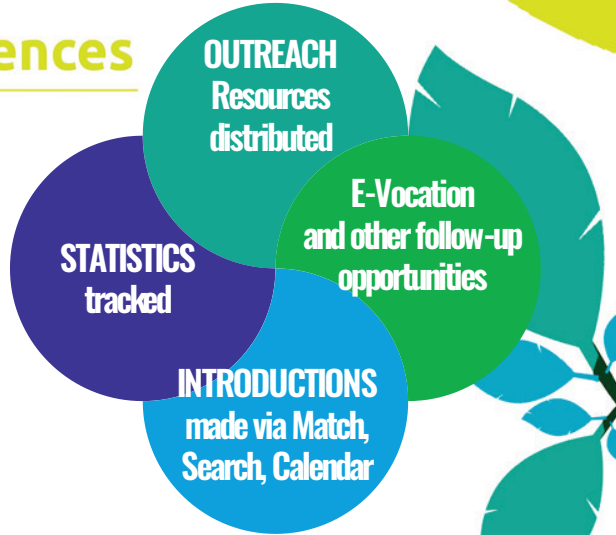 ences
OUTREACH
Resources
distributed
E-Vocation
and other follow-up
opportunities
STATISTICS
tracked
INTRODUCTIONS
made via Match,
Search, Calendar